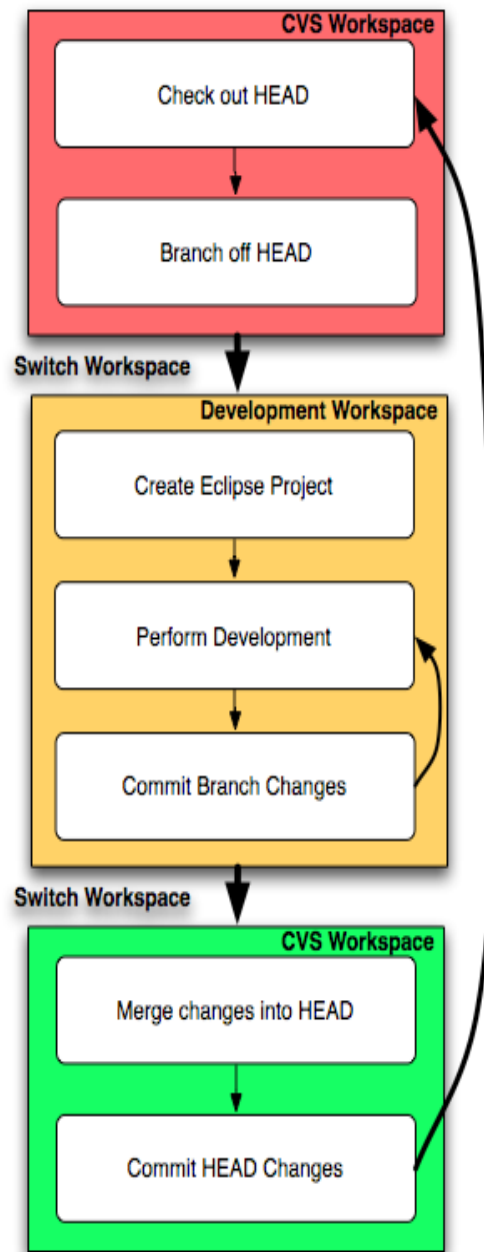 CVS Workspace
Check out HEAD
Branch off HEAD
Switch Workspace
Development Workspace
Create Eclipse Project
Perform Development
Commit Branch Changes
Switch Workspace
CVS Workspace
Merge changes into HEAD
Commit HEAD Changes